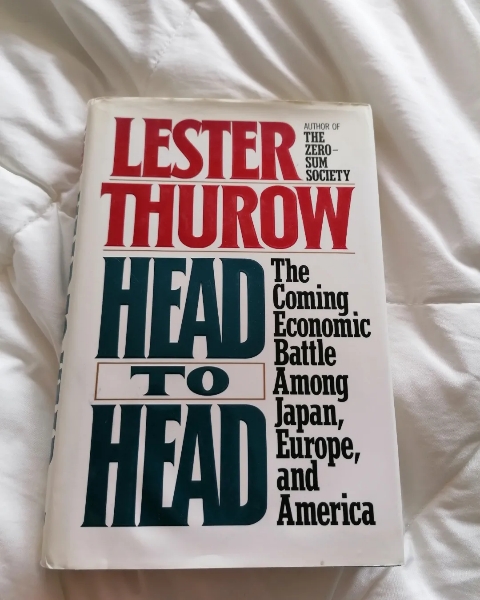 LESTER
AUTHOR OF
THE
ZERO-
SUM
SOCIETY
THUROW
HEAD
TO
HEAD
The
Coming
Economic
Battle
Among
Japan,
Europe,
and
America